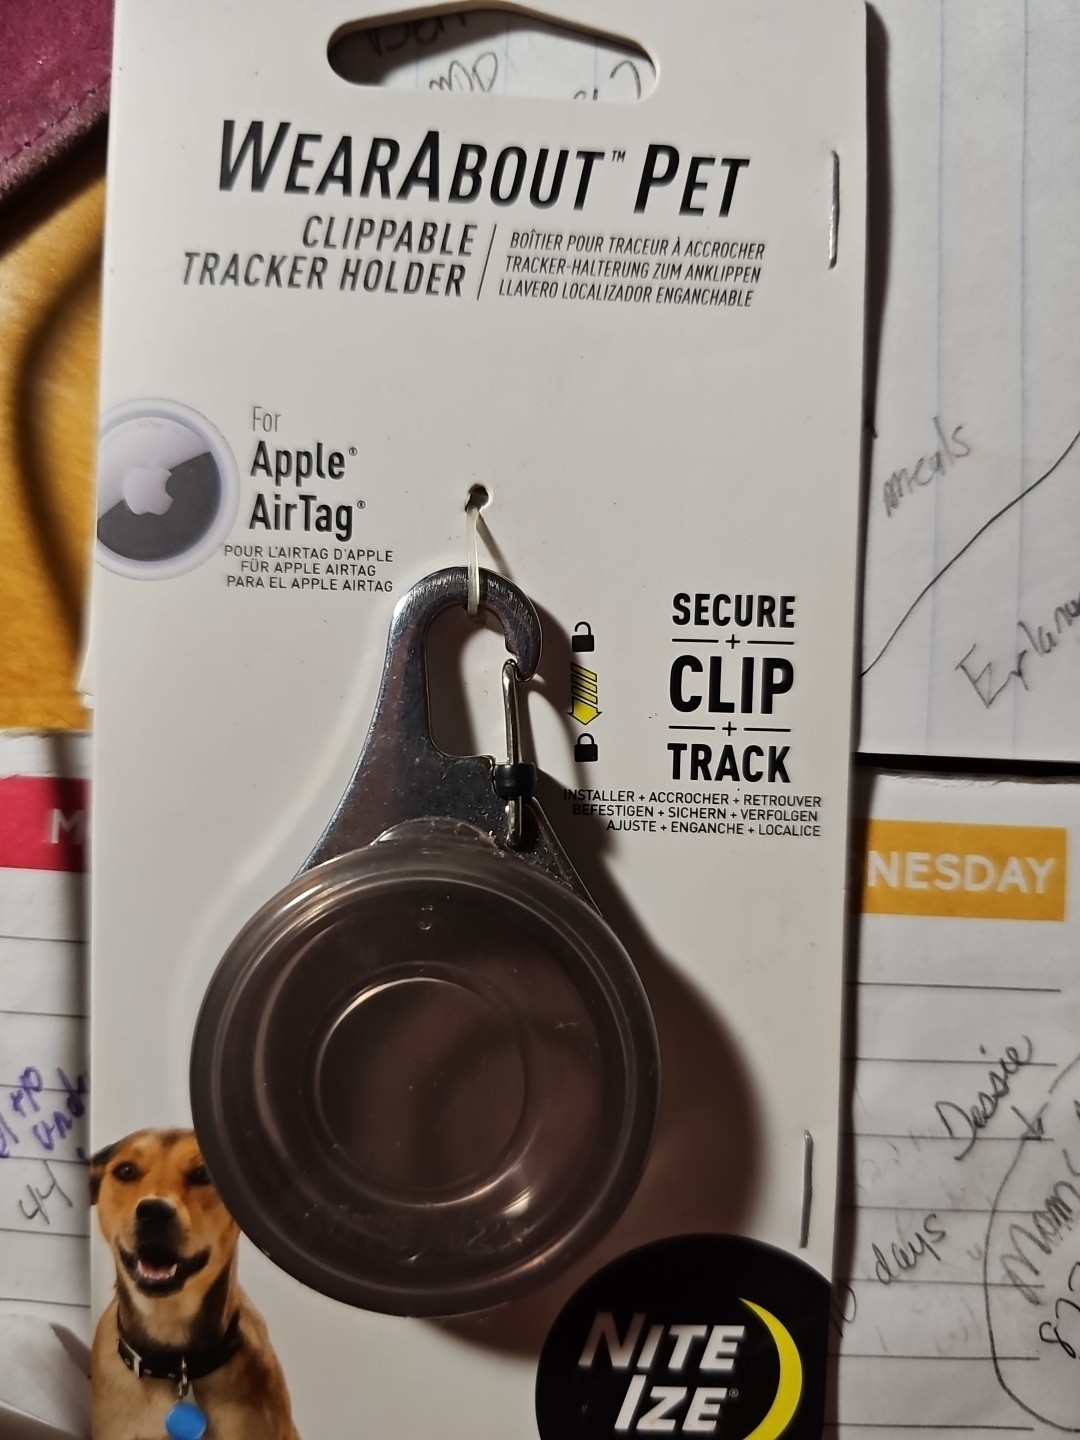 WEARABOUT™ PET
CLIPPABLE
TRACKER HOLDER
BOÎTIER POUR TRACEUR À ACCROCHER
TRACKER-HALTERUNG ZUM ANKLIPPEN
LLAVERO LOCALIZADOR ENGANCHABLE
For
Apple®
AirTag®
POUR L'AIRTAG D'APPLE
FÜR APPLE AIRTAG
PARA EL APPLE AIRTAG
SECURE
+
CLIP
+
TRACK
INSTALLER + ACCROCHER + RETROUVER
BEFESTIGEN + SICHERN + VERFOLGEN
AJUSTE + ENGANCHE + LOCALICE
NITE
IZE®
meals
M
NESDAY
Dessie
days
44